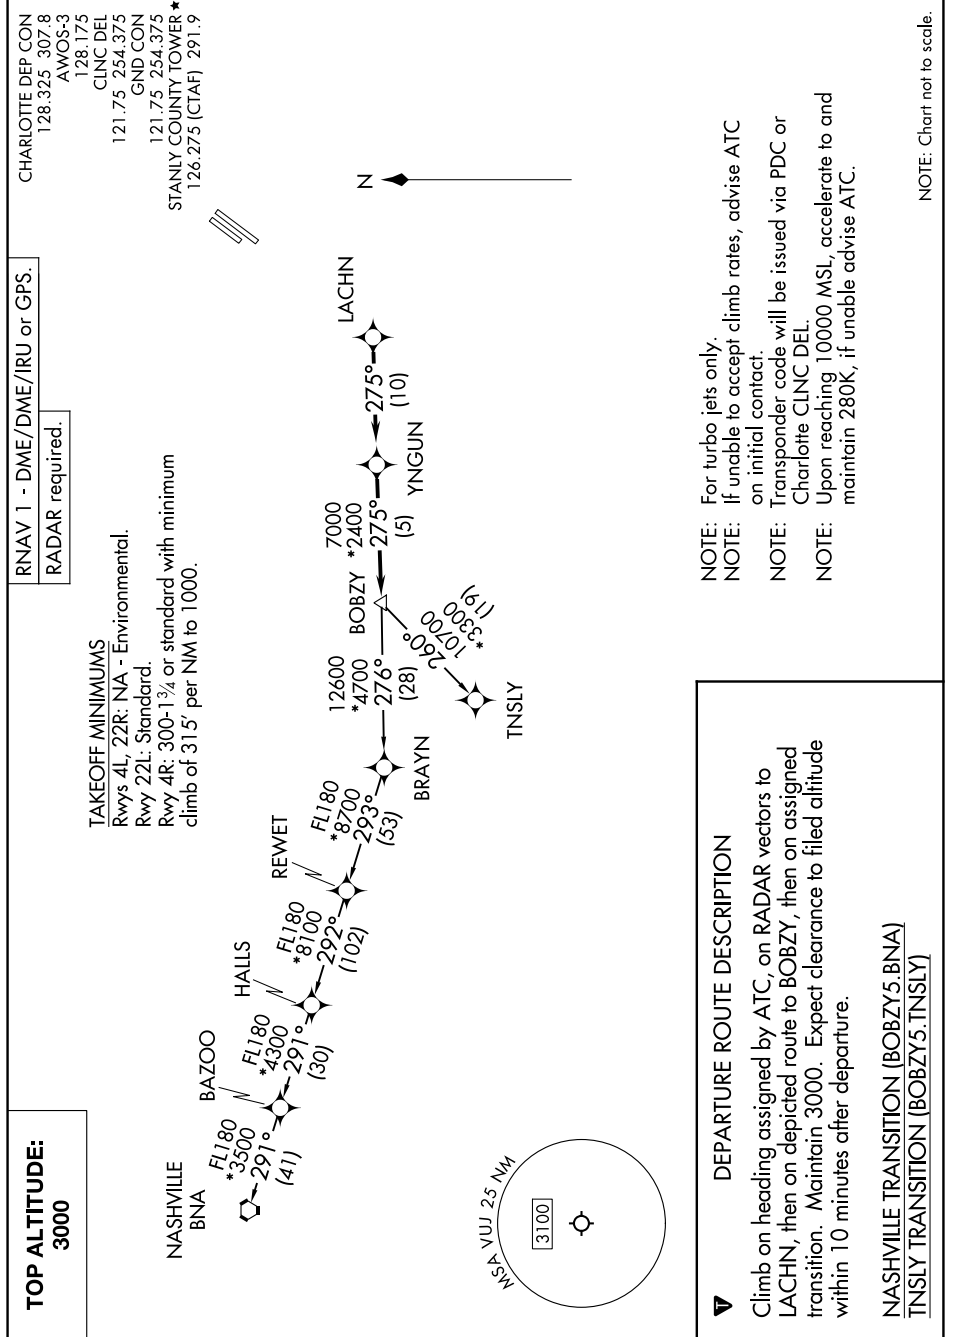 TOP ALTITUDE:
3000
RNAV 1 - DME/DME/IRU or GPS.
RADAR required.
CHARLOTTE DEP CON
128.325 307.8
AWOS-3
128.175
CLNC DEL
121.75 254.375
GND CON
121.75 254.375
STANLY COUNTY TOWER ★
126.275 (CTAF) 291.9
TAKEOFF MINIMUMS
Rwys 4L, 22R: NA - Environmental.
Rwy 22L: Standard.
Rwy 4R: 300-1¾ or standard with minimum
climb of 315' per NM to 1000.
NASHVILLE
BNA
FL180
*3500
291°
(41)
BAZOO
FL180
*4300
291°
(30)
HALLS
FL180
*8100
292°
(102)
REWET
FL180
*8700
293°
(53)
BRAYN
12600
*4700
276°
(28)
BOBZY
7000
*2400
275°
(5)
YNGUN
275°
(10)
LACHN
N
260°
10700
*3300
(19)
TNSLY
MSA VUJ 25 NM
3100
NOTE: For turbo jets only.
NOTE: If unable to accept climb rates, advise ATC
on initial contact.
NOTE: Transponder code will be issued via PDC or
Charlotte CLNC DEL.
NOTE: Upon reaching 10000 MSL, accelerate to and
maintain 280K, if unable advise ATC.
T
DEPARTURE ROUTE DESCRIPTION
Climb on heading assigned by ATC, on RADAR vectors to
LACHN, then on depicted route to BOBZY, then on assigned
transition. Maintain 3000. Expect clearance to filed altitude
within 10 minutes after departure.
NASHVILLE TRANSITION (BOBZY5.BNA)
TNSLY TRANSITION (BOBZY5.TNSLY)
NOTE: Chart not to scale.